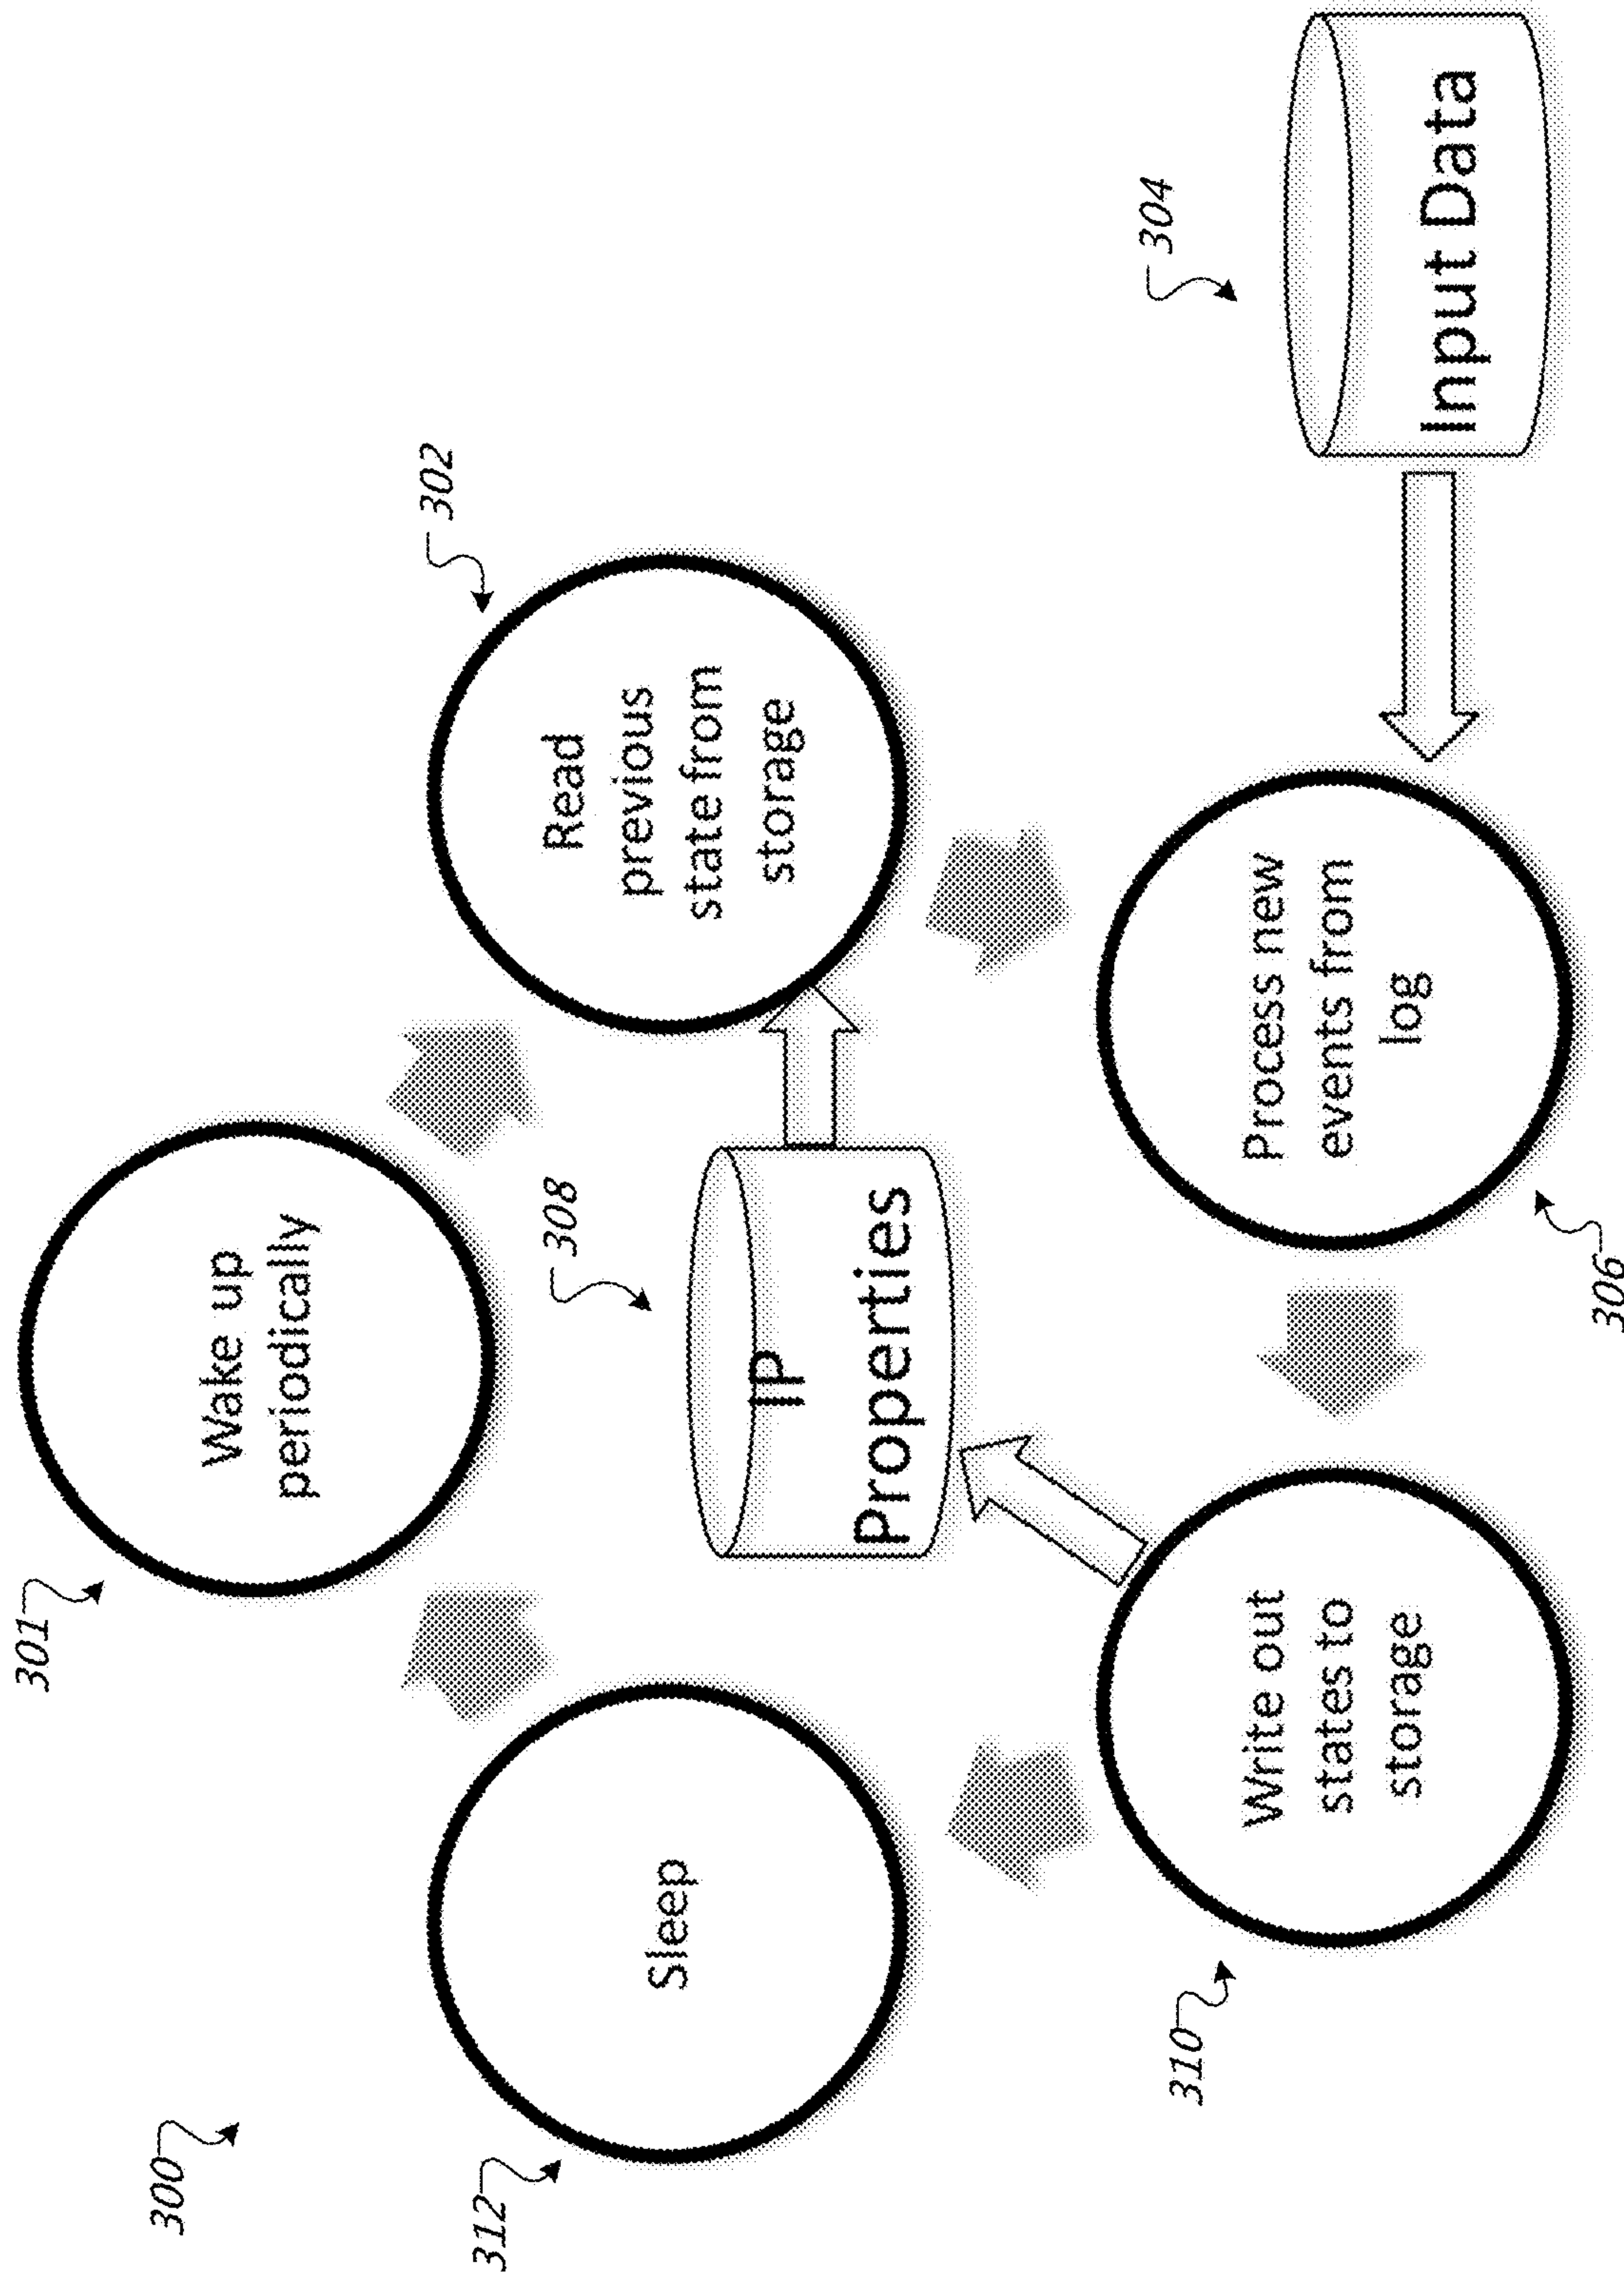 300
301
Wake up
periodically
302
Read
previous
state from
storage
304
Input Data
306
Process new
events from
log
308
IP
Properties
310
Write out
states to
storage
312
Sleep